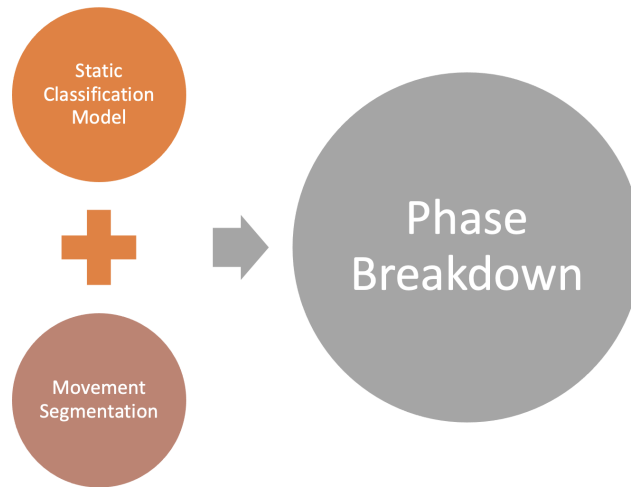 Static
Classification
Model
Movement
Segmentation
Phase
Breakdown